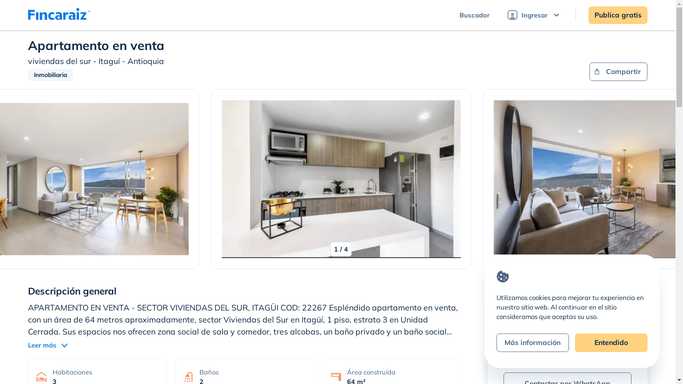 Fincaraiz
Buscador
Ingresar
Publica gratis
Apartamento en venta
viviendas del sur - Itagui - Antioquia
Inmobiliaria
Compartir
1 / 4
Descripción general
APARTAMENTO EN VENTA - SECTOR VIVIENDAS DEL SUR, ITAGÜI COD: 22267 Espléndido apartamento en venta,
con un área de 64 metros aproximadamente, sector Viviendas del Sur en Itagüí, 1 piso, estrato 3 en Unidad
Cerrada. Sus espacios nos ofrecen zona social de sala y comedor, tres alcobas, un baño privado y un baño social...
Leer más
Habitaciones
3
Baños
2
Área construida
64 m²
Utilizamos cookies para mejorar tu experiencia en
nuestro sitio web. Al continuar en el sitio
consideramos que aceptas su uso.
Más información
Entendido
Contactar por WhatsApp